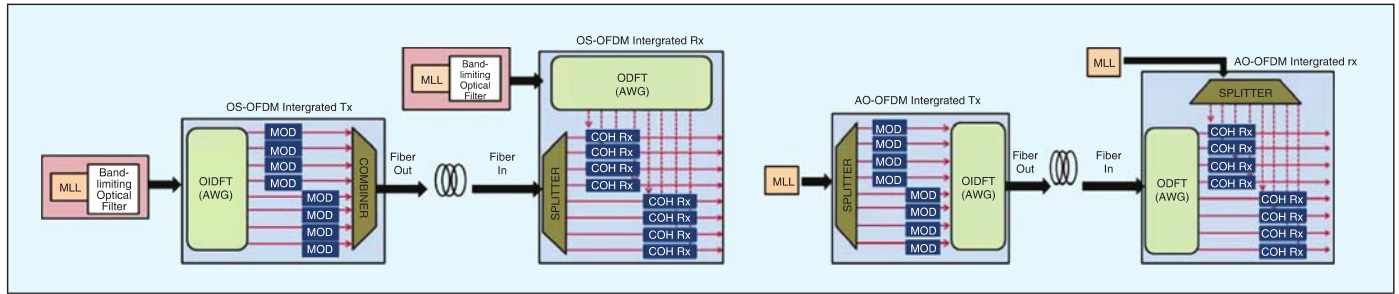 OS-OFDM Intergrated Tx
MLL
Band-
limiting
Optical
Filter
OIDFT
(AWG)
MOD
MOD
MOD
MOD
MOD
MOD
MOD
MOD
COMBINER
Fiber
Out
Fiber
In
OS-OFDM Intergrated Rx
MLL
Band-
limiting
Optical
Filter
ODFT
(AWG)
SPLITTER
COH Rx
COH Rx
COH Rx
COH Rx
COH Rx
COH Rx
COH Rx
COH Rx
AO-OFDM Intergrated Tx
MLL
SPLITTER
MOD
MOD
MOD
MOD
MOD
MOD
MOD
MOD
OIDFT
(AWG)
Fiber
Out
Fiber
In
AO-OFDM Intergrated rx
MLL
SPLITTER
ODFT
(AWG)
COH Rx
COH Rx
COH Rx
COH Rx
COH Rx
COH Rx
COH Rx
COH Rx